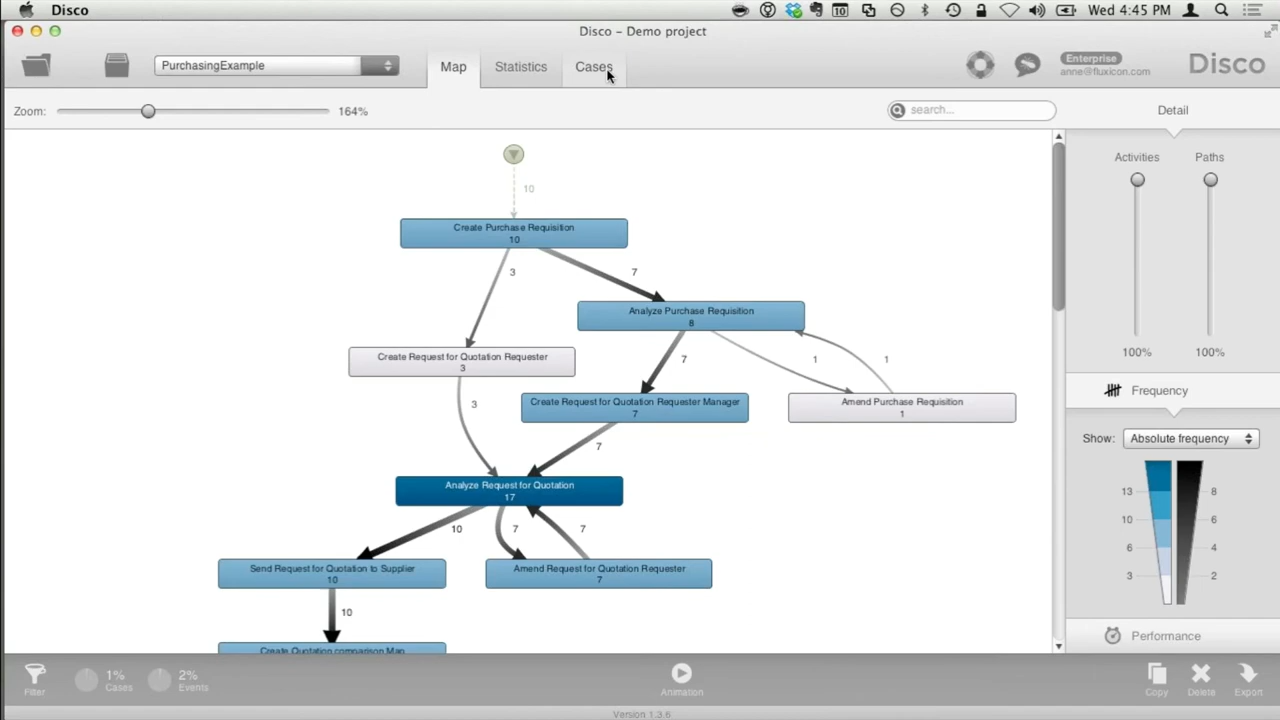 Disco
10
Wed 4:45 PM
Disco – Demo project
PurchasingExample
Map
Statistics
Cases
Enterprise
anne@fluxicon.com
Disco
Zoom:
164%
search...
Detail
Activities
Paths
100%
100%
Frequency
Show:
Absolute frequency
13
10
6
3
8
6
4
2
Performance
10
Create Purchase Requisition
10
3
7
Analyze Purchase Requisition
8
Create Request for Quotation Requester
3
7
1
1
Create Request for Quotation Requester Manager
7
Amend Purchase Requisition
1
3
7
Analyze Request for Quotation
17
10
7
7
Send Request for Quotation to Supplier
10
Amend Request for Quotation Requester
7
10
Create Quotation comparison Map
Filter
1%
Cases
2%
Events
Animation
Copy
Delete
Export
Version 1.3.6